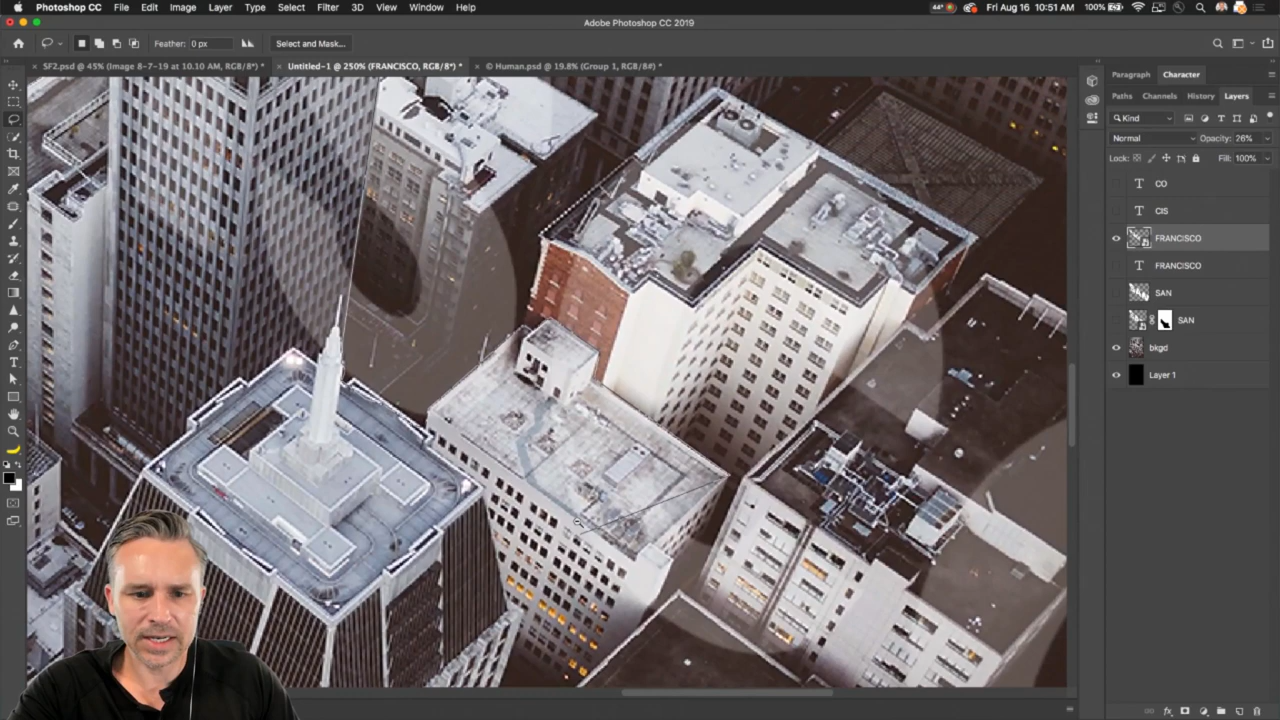 Photoshop CC File Edit Image Layer Type Select Filter 3D View Window Help 44° 100% Fri Aug 16 10:51 AM
Adobe Photoshop CC 2019
Feather: 0 px Select and Mask...
SF2.psd @ 45% (Image 8-7-19 at 10.10 AM, RGB/8*) * Untitled-1 @ 250% (FRANCISCO, RGB/8*) * © Human.psd @ 19.8% (Group 1, RGB/8#) *
Paragraph Character
Paths Channels History Layers
Kind
Normal Opacity: 26%
Lock: Fill: 100%
T CO
T CIS
FRANCISCO
T FRANCISCO
SAN
SAN
bkgd
Layer 1
fx